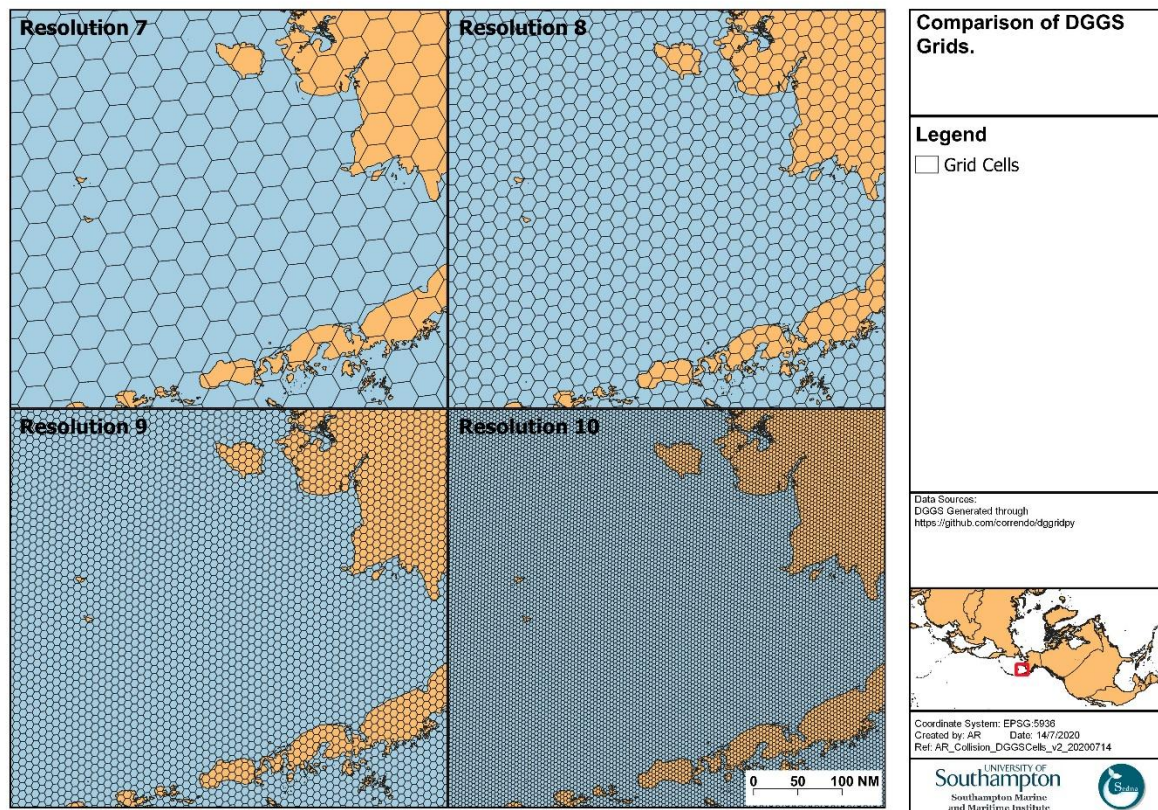 Resolution 7
Resolution 8
Resolution 9
Resolution 10
0 50 100 NM
Comparison of DGGS
Grids.
Legend
Grid Cells
Data Sources:
DGGS Generated through
https://github.com/correndo/dggridpy
Coordinate System: EPSG:5936
Created by: AR Date: 14/7/2020
Ref: AR_Collision_DGGSCells_v2_20200714
UNIVERSITY OF
Southampton
Southampton Marine
and Maritime Institute
Sedna